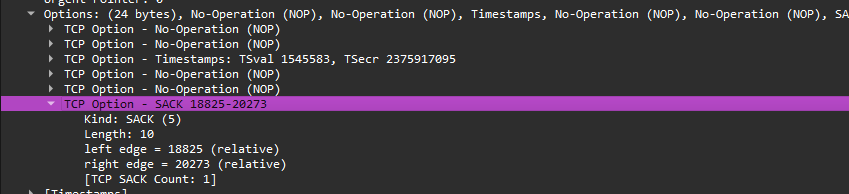 Urgent Pointer: 0
Options: (24 bytes), No-Operation (NOP), No-Operation (NOP), Timestamps, No-Operation (NOP), No-Operation (NOP), SA
TCP Option - No-Operation (NOP)
TCP Option - No-Operation (NOP)
TCP Option - Timestamps: TSval 1545583, TSecr 2375917095
TCP Option - No-Operation (NOP)
TCP Option - No-Operation (NOP)
TCP Option - SACK 18825-20273
Kind: SACK (5)
Length: 10
left edge = 18825 (relative)
right edge = 20273 (relative)
[TCP SACK Count: 1]
[Timestamps]